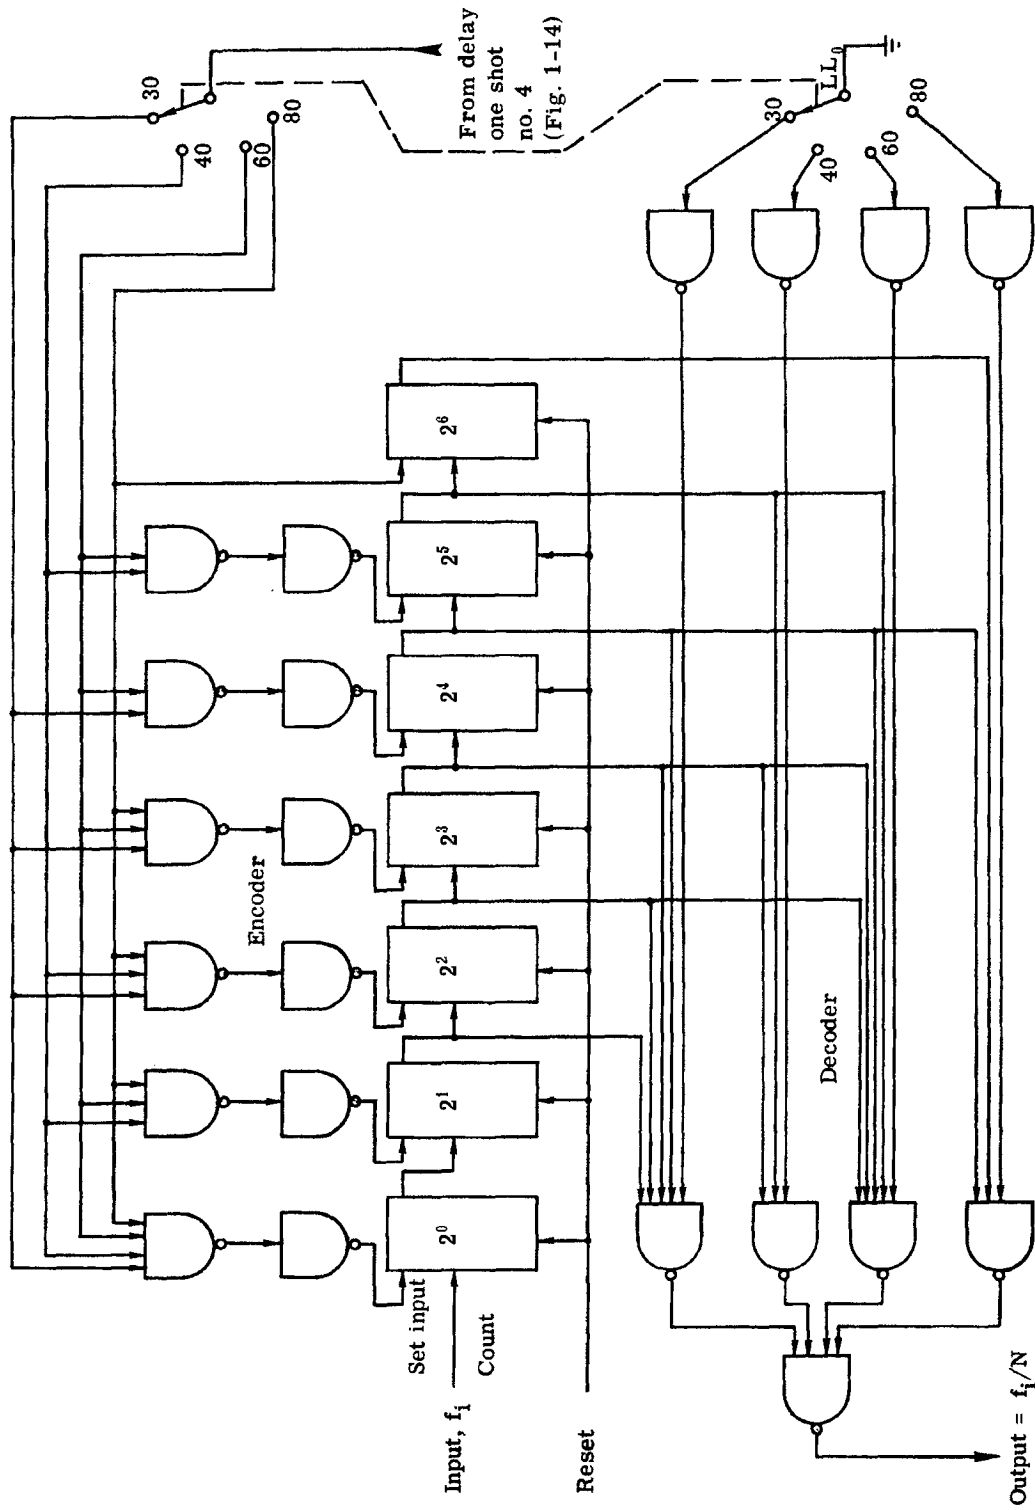 30
40
60
80
From delay
one shot
no. 4
(Fig. 1-14)
Encoder
2⁰
2¹
2²
2³
2⁴
2⁵
2⁶
Set input
Count
Input, fᵢ
Reset
30
40
60
80
LL₀
Decoder
Output = fᵢ/N